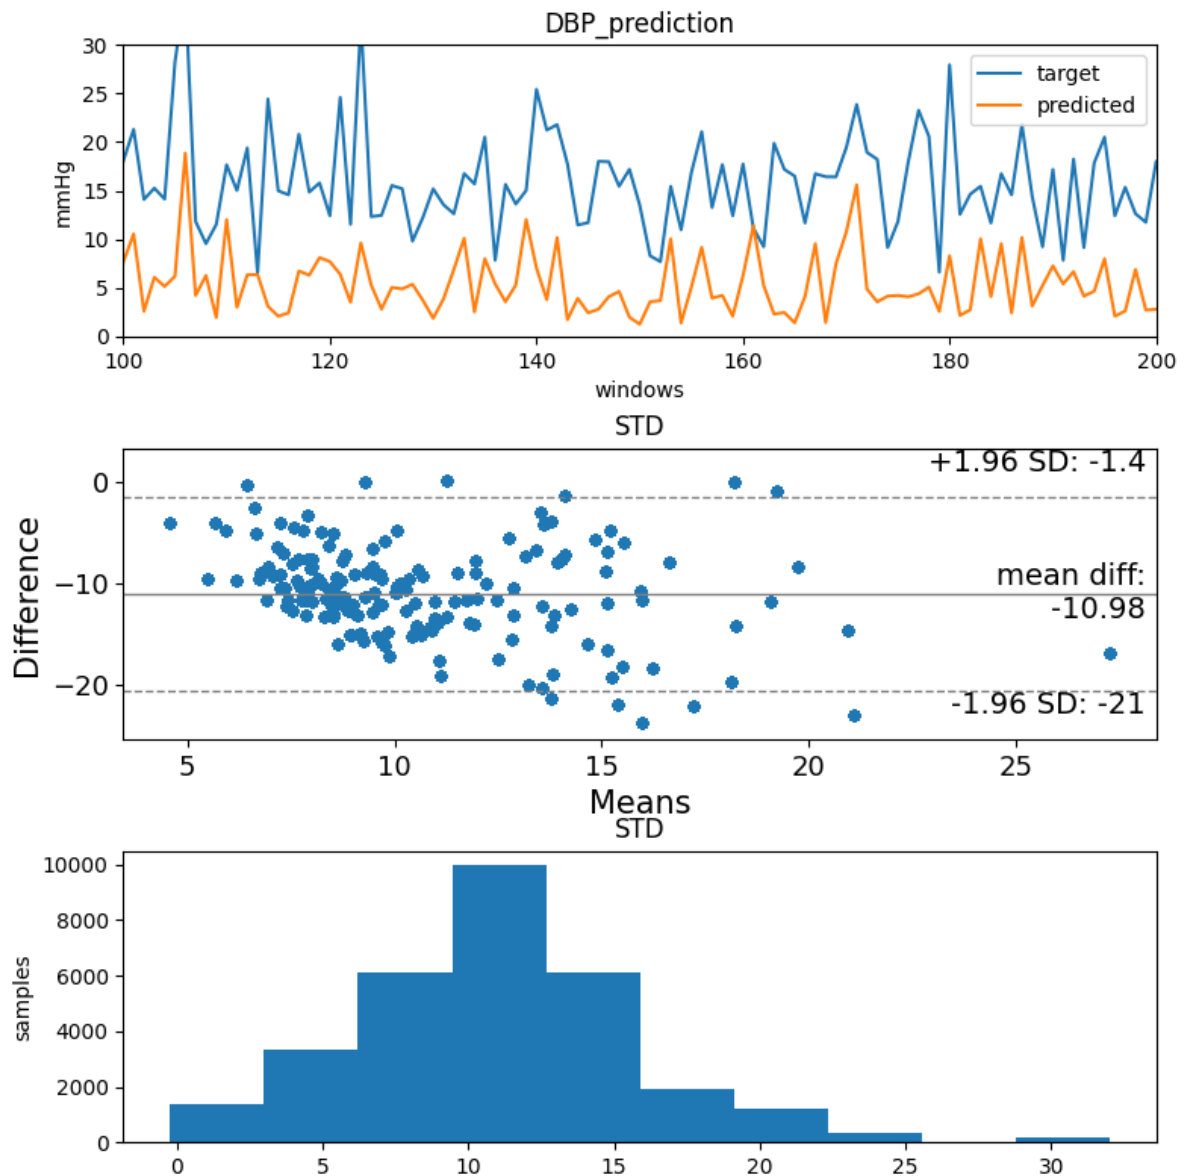 DBP_prediction
30
25
20
15
10
5
0
mmHg
target
predicted
100
120
140
160
180
200
windows
STD
0
−10
−20
Difference
+1.96 SD: -1.4
mean diff:
-10.98
-1.96 SD: -21
5
10
15
20
25
Means
STD
10000
8000
6000
4000
2000
0
samples
0
5
10
15
20
25
30